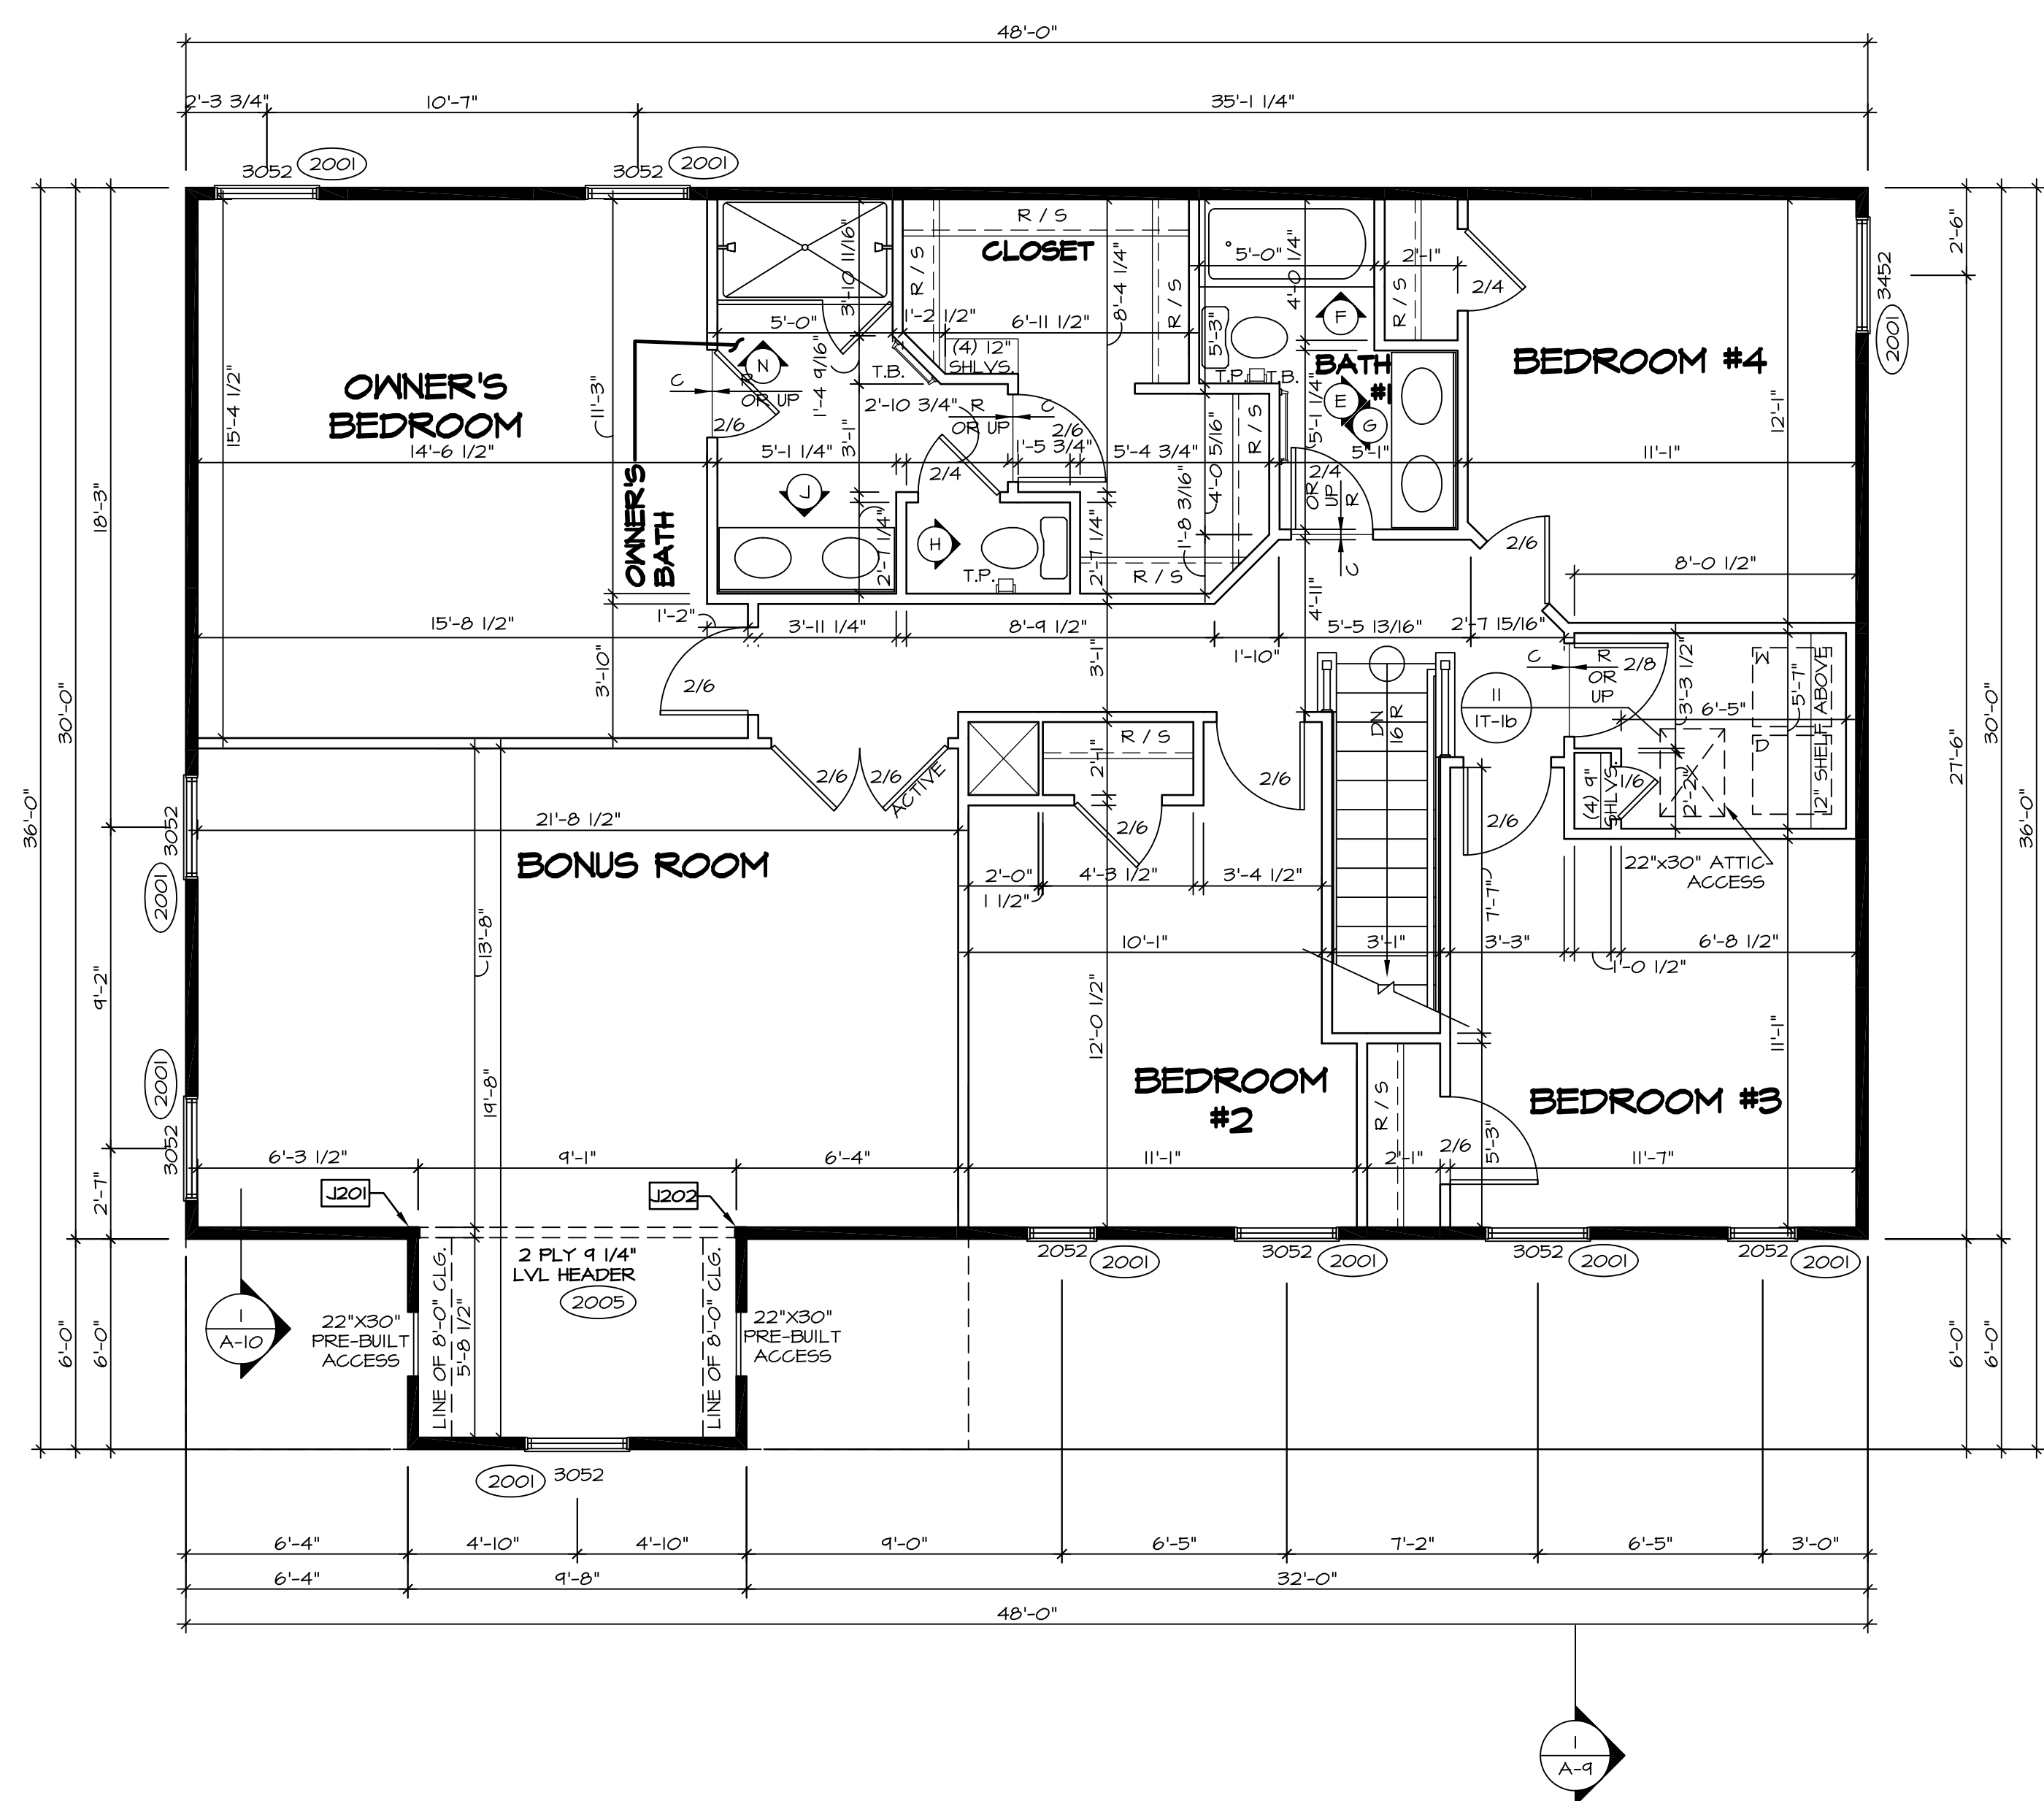 48'-0"
2'-3 3/4"
10'-7"
35'-1 1/4"
3052
2001
3052
2001
R / S
CLOSET
R / S
R / S
3'-10 11/16"
8'-4 1/4"
5'-0"
1'-2 1/2"
6'-11 1/2"
(4) 12"
SHLVS.
5'-0"
4'-0 1/4"
2'-1"
R / S
2/4
2'-6"
3452
2001
5'-3"
F
T.P.
T.B.
BATH
#1
E
G
BEDROOM #4
OWNER'S
BEDROOM
15'-4 1/2"
11'-3"
N
C
R
OR UP
2/6
1'-4 9/16"
T.B.
2'-10 3/4"
R
OR UP
C
2/6
3'-1"
1'-5 3/4"
5'-4 3/4"
R / S
4'-0 5/16"
5'-1 1/4"
5'-1"
12'-1"
14'-6 1/2"
5'-1 1/4"
11'-1"
2/4
2/4
OR
UP
R
C
L
OWNER'S
BATH
H
T.P.
2'-7 1/4"
2'-7 1/4"
1'-8 3/16"
R / S
2/6
8'-0 1/2"
18'-3"
30'-0"
36'-0"
27'-6"
30'-0"
36'-0"
15'-8 1/2"
1'-2"
3'-11 1/4"
8'-9 1/2"
1'-10"
4'-11"
5'-5 13/16"
2'-7 15/16"
3'-10"
2/6
3'-1"
C
R
OR
UP
2/8
3'-3 1/2"
W
5'-7"
12" SHELF ABOVE
11
1T-1b
DN
16 R
6'-5"
D
R / S
2'-1"
2/6
2/6
2/6
ACTIVE
2/6
2/6
(4) 9"
SHLVS.
1/6
2'-2"
22"x30" ATTIC
ACCESS
21'-8 1/2"
BONUS ROOM
3052
2001
2'-0"
1 1/2"
4'-3 1/2"
3'-4 1/2"
7'-7"
13'-8"
10'-1"
3'-1"
3'-3"
1'-0 1/2"
6'-8 1/2"
9'-2"
12'-0 1/2"
11'-1"
19'-8"
2001
3052
BEDROOM
#2
R / S
BEDROOM #3
2/6
5'-3"
6'-3 1/2"
9'-1"
6'-4"
11'-1"
2'-1"
11'-7"
2'-7"
J201
J202
2 PLY 9 1/4"
LVL HEADER
2005
LINE OF 8'-0" CLG.
LINE OF 8'-0" CLG.
5'-8 1/2"
22"X30"
PRE-BUILT
ACCESS
22"X30"
PRE-BUILT
ACCESS
1
A-10
2052
2001
3052
2001
3052
2001
2052
2001
6'-0"
6'-0"
6'-0"
6'-0"
2001
3052
6'-4"
4'-10"
4'-10"
9'-0"
6'-5"
7'-2"
6'-5"
3'-0"
6'-4"
9'-8"
32'-0"
48'-0"
1
A-9